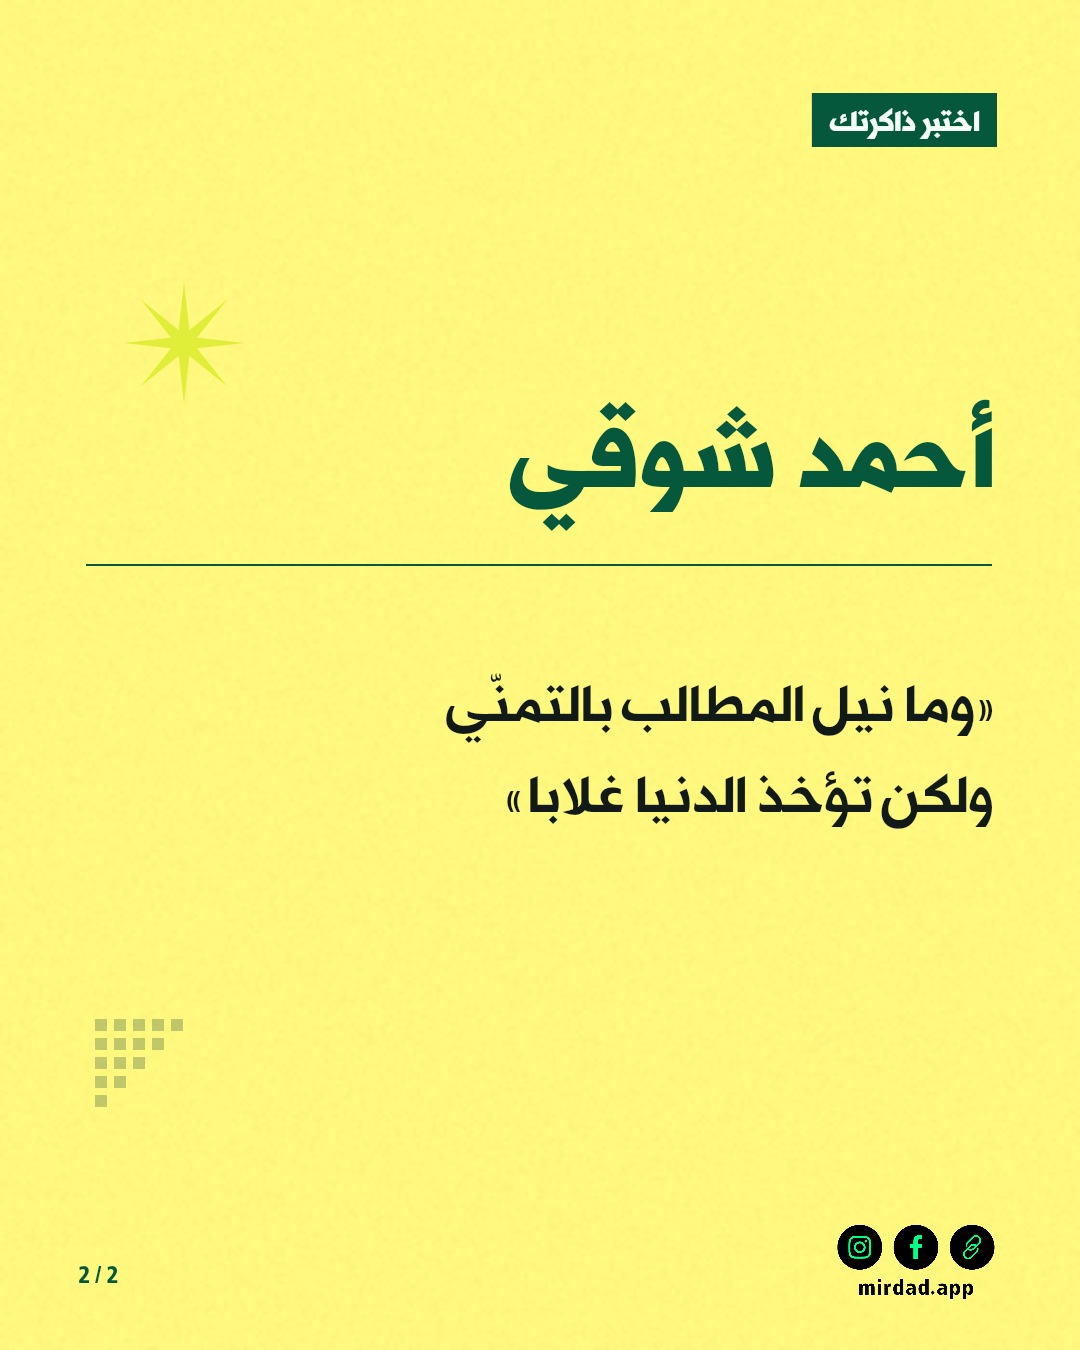 اختبر ذاكرتك
أحمد شوقي
«وما نيل المطالب بالتمنّي
ولكن تؤخذ الدنيا غلابا»
mirdad.app
2 / 2